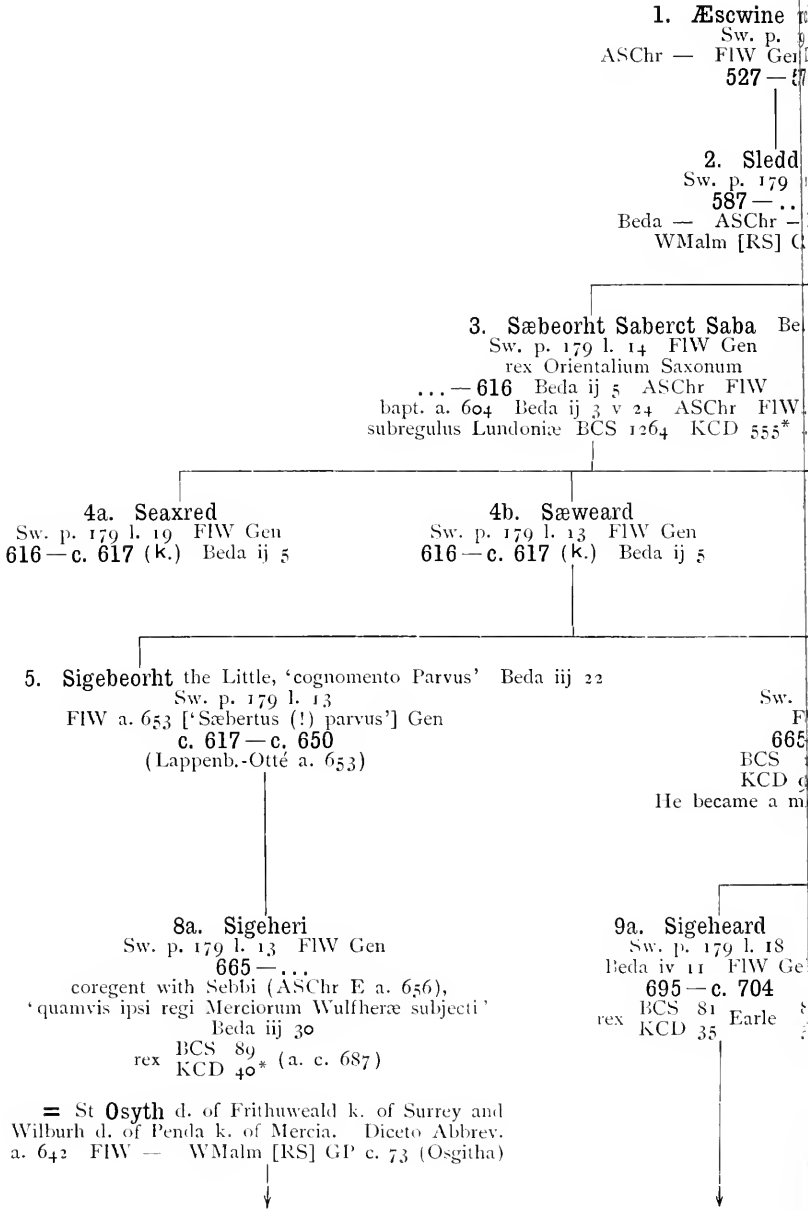 1. Æscwine
Sw. p.
ASChr — FlW Gen
527 —
2. Sledd
Sw. p. 179
587 — ..
Beda — ASChr —
WMalm [RS]
3. Sæbeorht Saberct Saba
Sw. p. 179 l. 14 FlW Gen
rex Orientalium Saxonum
... — 616 Beda ij 5 ASChr FlW
bapt. a. 604 Beda ij 3 v 24 ASChr FlW
subregulus Lundoniæ BCS 1264 KCD 555*
4a. Seaxred
Sw. p. 179 l. 19 FlW Gen
616 — c. 617 (k.) Beda ij 5
4b. Sæweard
Sw. p. 179 l. 13 FlW Gen
616 — c. 617 (k.) Beda ij 5
5. Sigebeorht the Little, ‘cognomento Parvus’ Beda iij 22
Sw. p. 179 l. 13
FlW a. 653 [‘Sæbertus (!) parvus’] Gen
c. 617 — c. 650
(Lappenb.-Otté a. 653)
Sw.
665
BCS
KCD
He became a
8a. Sigeheri
Sw. p. 179 l. 13 FlW Gen
665 — ...
coregent with Sebbi (ASChr E a. 656),
‘quamvis ipsi regi Merciorum Wulfheræ subjecti’
Beda iij 30
rex BCS 89
KCD 40* (a. c. 687)
= St Osyth d. of Frithuweald k. of Surrey and
Wilburh d. of Penda k. of Mercia. Diceto Abbrev.
a. 642 FlW — WMalm [RS] GP c. 73 (Osgitha)
9a. Sigeheard
Sw. p. 179 l. 18
Beda iv 11 FlW Ge
695 — c. 704
rex BCS 81
KCD 35 Earle